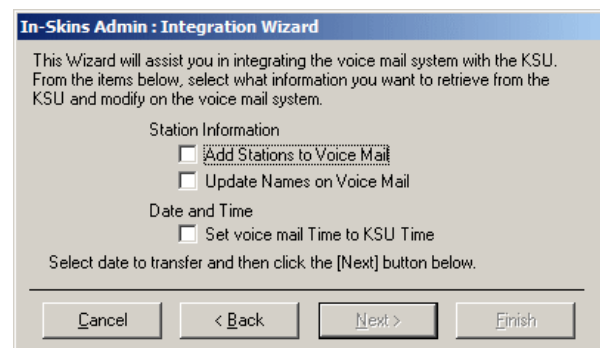 In-Skins Admin : Integration Wizard
This Wizard will assist you in integrating the voice mail system with the KSU.
From the items below, select what information you want to retrieve from the
KSU and modify on the voice mail system.
Station Information
Add Stations to Voice Mail
Update Names on Voice Mail
Date and Time
Set voice mail Time to KSU Time
Select date to transfer and then click the [Next] button below.
Cancel
< Back
Next >
Finish